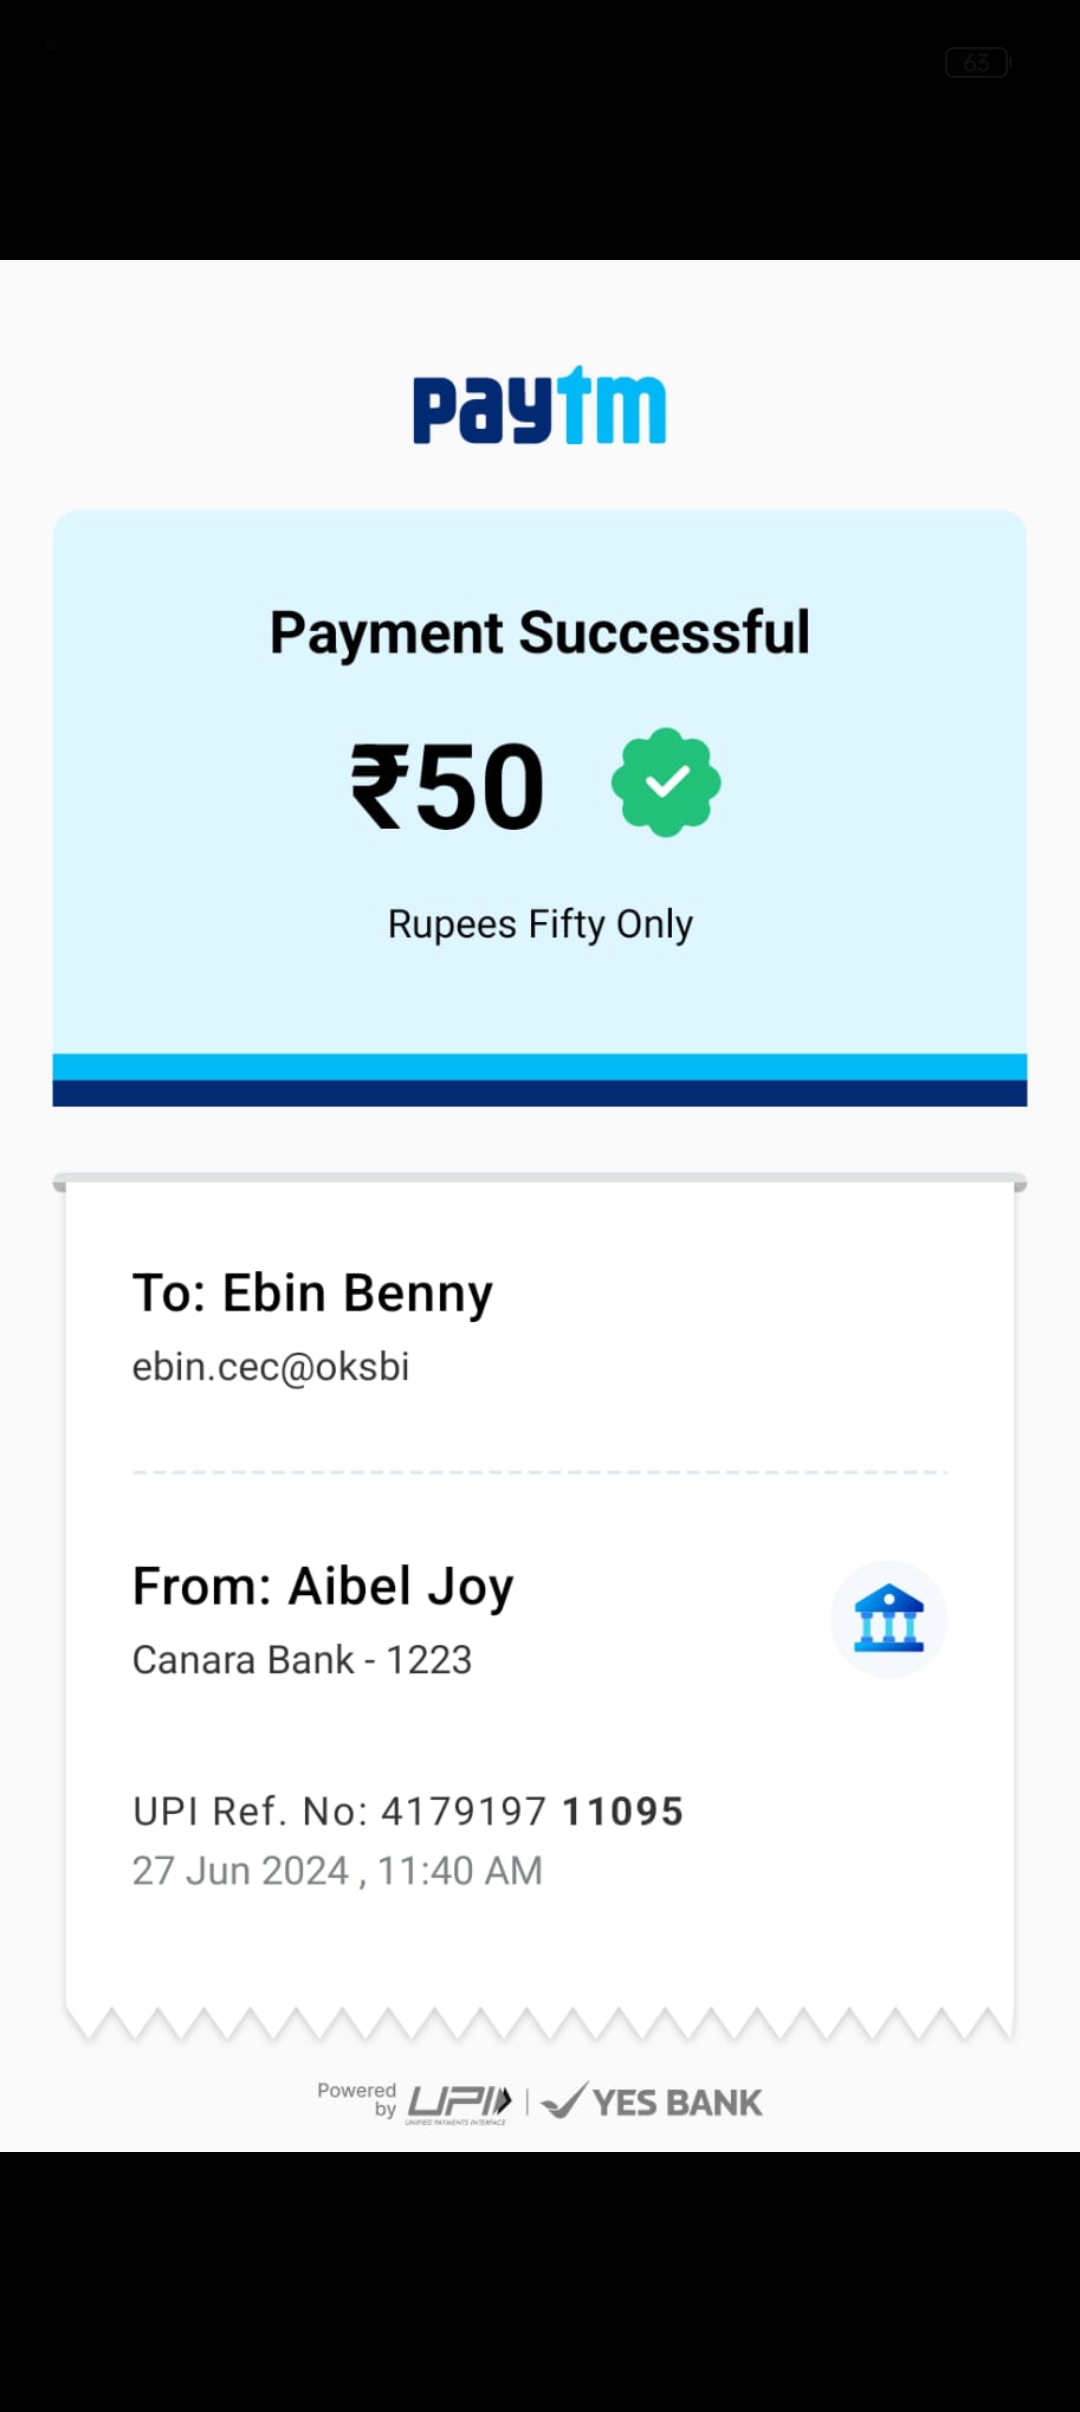 63
paytm
Payment Successful
₹50
Rupees Fifty Only
To: Ebin Benny
ebin.cec@oksbi
From: Aibel Joy
Canara Bank - 1223
UPI Ref. No: 4179197 11095
27 Jun 2024 , 11:40 AM
Powered by UPI | YES BANK
UNIFIED PAYMENTS INTERFACE